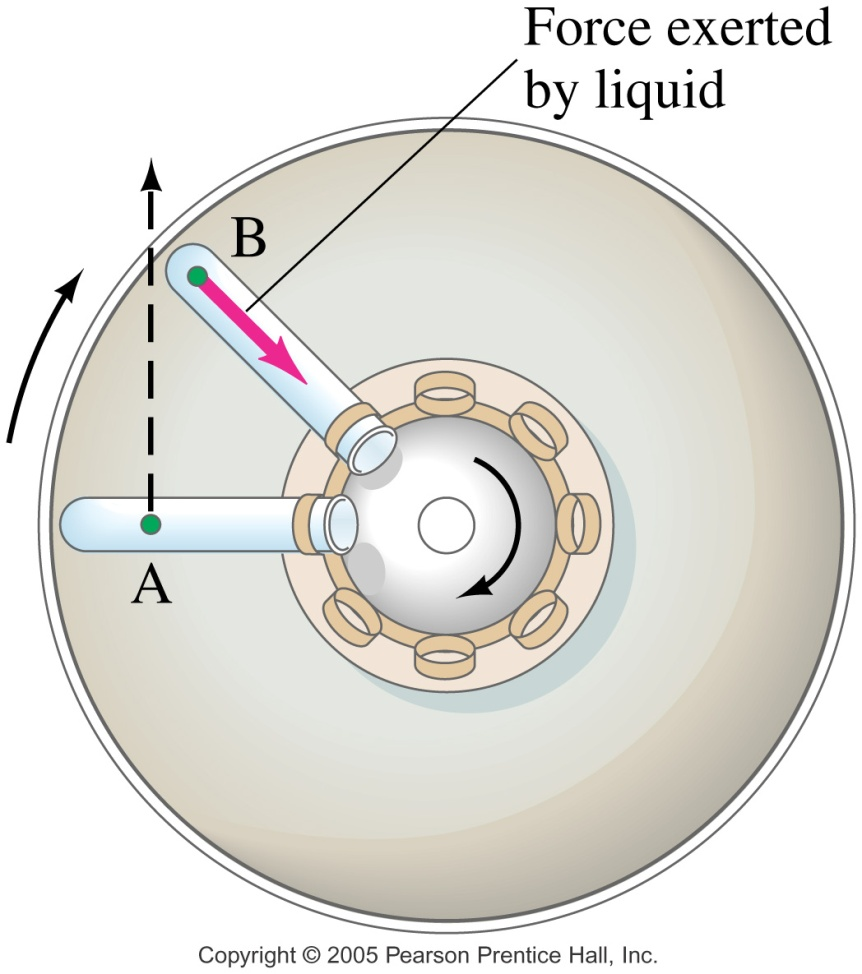 Force exerted
by liquid
B
A
Copyright © 2005 Pearson Prentice Hall, Inc.